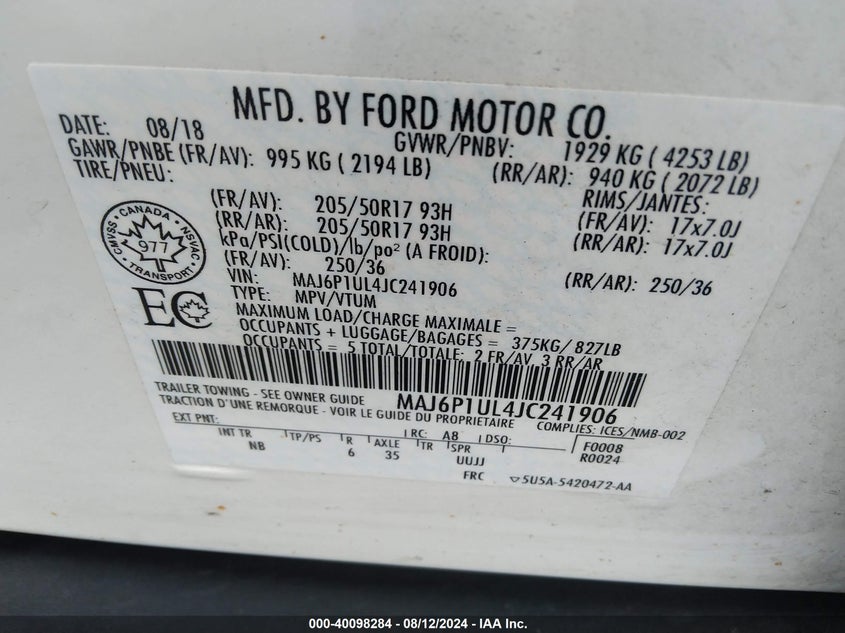 MFD. BY FORD MOTOR CO.
DATE: 08/18 GVWR/PNBV: 1929 KG ( 4253 LB)
GAWR/PNBE (FR/AV): 995 KG ( 2194 LB) (RR/AR): 940 KG ( 2072 LB)
TIRE/PNEU: RIMS/JANTES:
(FR/AV): 205/50R17 93H (FR/AV): 17x7.0J
(RR/AR): 205/50R17 93H (RR/AR): 17x7.0J
kPa/PSI(COLD)/lb/po² (A FROID):
(FR/AV): 250/36 (RR/AR): 250/36
VIN: MAJ6P1UL4JC241906
TYPE: MPV/VTUM
MAXIMUM LOAD/CHARGE MAXIMALE =
OCCUPANTS + LUGGAGE/BAGAGES = 375KG/ 827LB
OCCUPANTS = 5 TOTAL/TOTALE: 2 FR/AV 3 RR/AR
CANADA
CMVSS NSVAC
977
TRANSPORT
EC
TRAILER TOWING - SEE OWNER GUIDE
TRACTION D'UNE REMORQUE - VOIR LE GUIDE DU PROPRIETAIRE
MAJ6P1UL4JC241906
COMPLIES: ICES/NMB-002
EXT PNT: RC: A8 DSO: F0008
R0024
INT TR TP/PS R AXLE TR SPR
NB 6 35 UUJJ
FRC 5U5A-5420472-AA
000-40098284 - 08/12/2024 - IAA Inc.